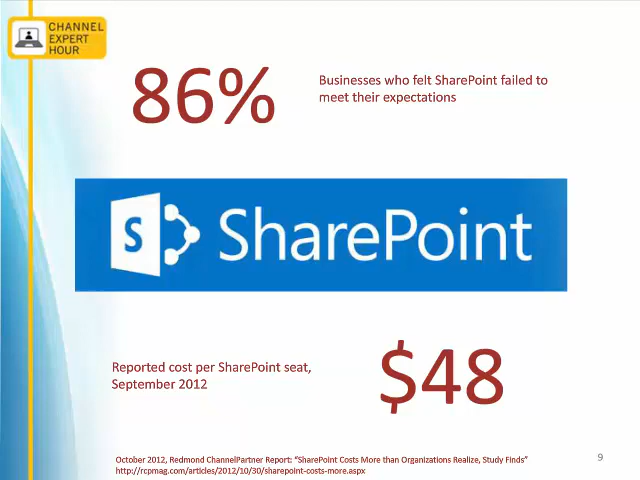 CHANNEL
EXPERT
HOUR
86%
Businesses who felt SharePoint failed to
meet their expectations
S
SharePoint
Reported cost per SharePoint seat,
September 2012
$48
October 2012, Redmond ChannelPartner Report: “SharePoint Costs More than Organizations Realize, Study Finds”
http://rcpmag.com/articles/2012/10/30/sharepoint-costs-more.aspx
9